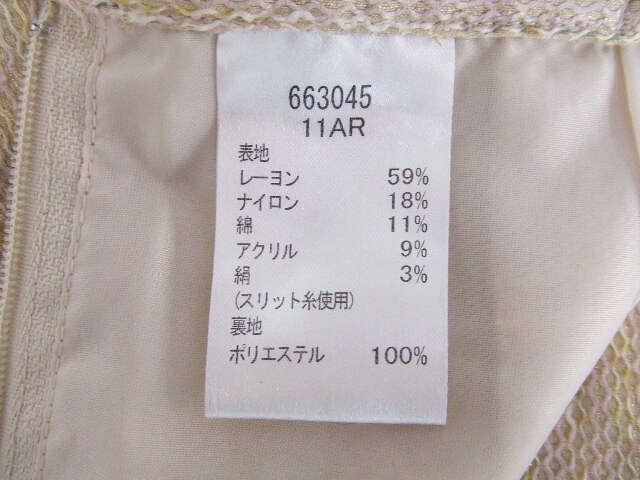 663045
11AR
表地
レーヨン 59%
ナイロン 18%
綿 11%
アクリル 9%
絹 3%
(スリット糸使用)
裏地
ポリエステル 100%